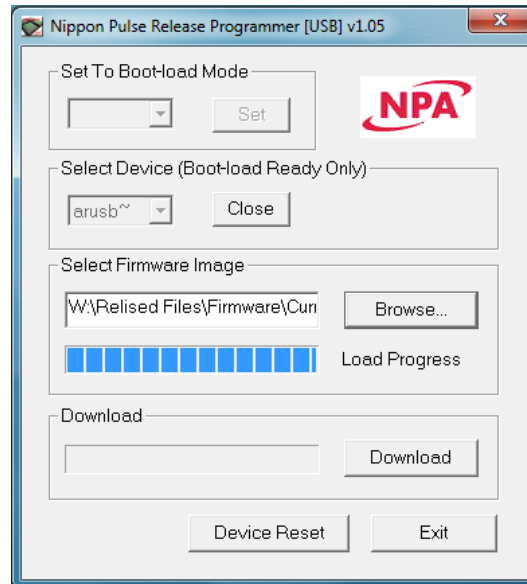 Nippon Pulse Release Programmer [USB] v1.05
Set To Boot-load Mode
Set
NPA
Select Device (Boot-load Ready Only)
arusb~
Close
Select Firmware Image
W:\Relised Files\Firmware\Curr
Browse...
Load Progress
Download
Download
Device Reset
Exit